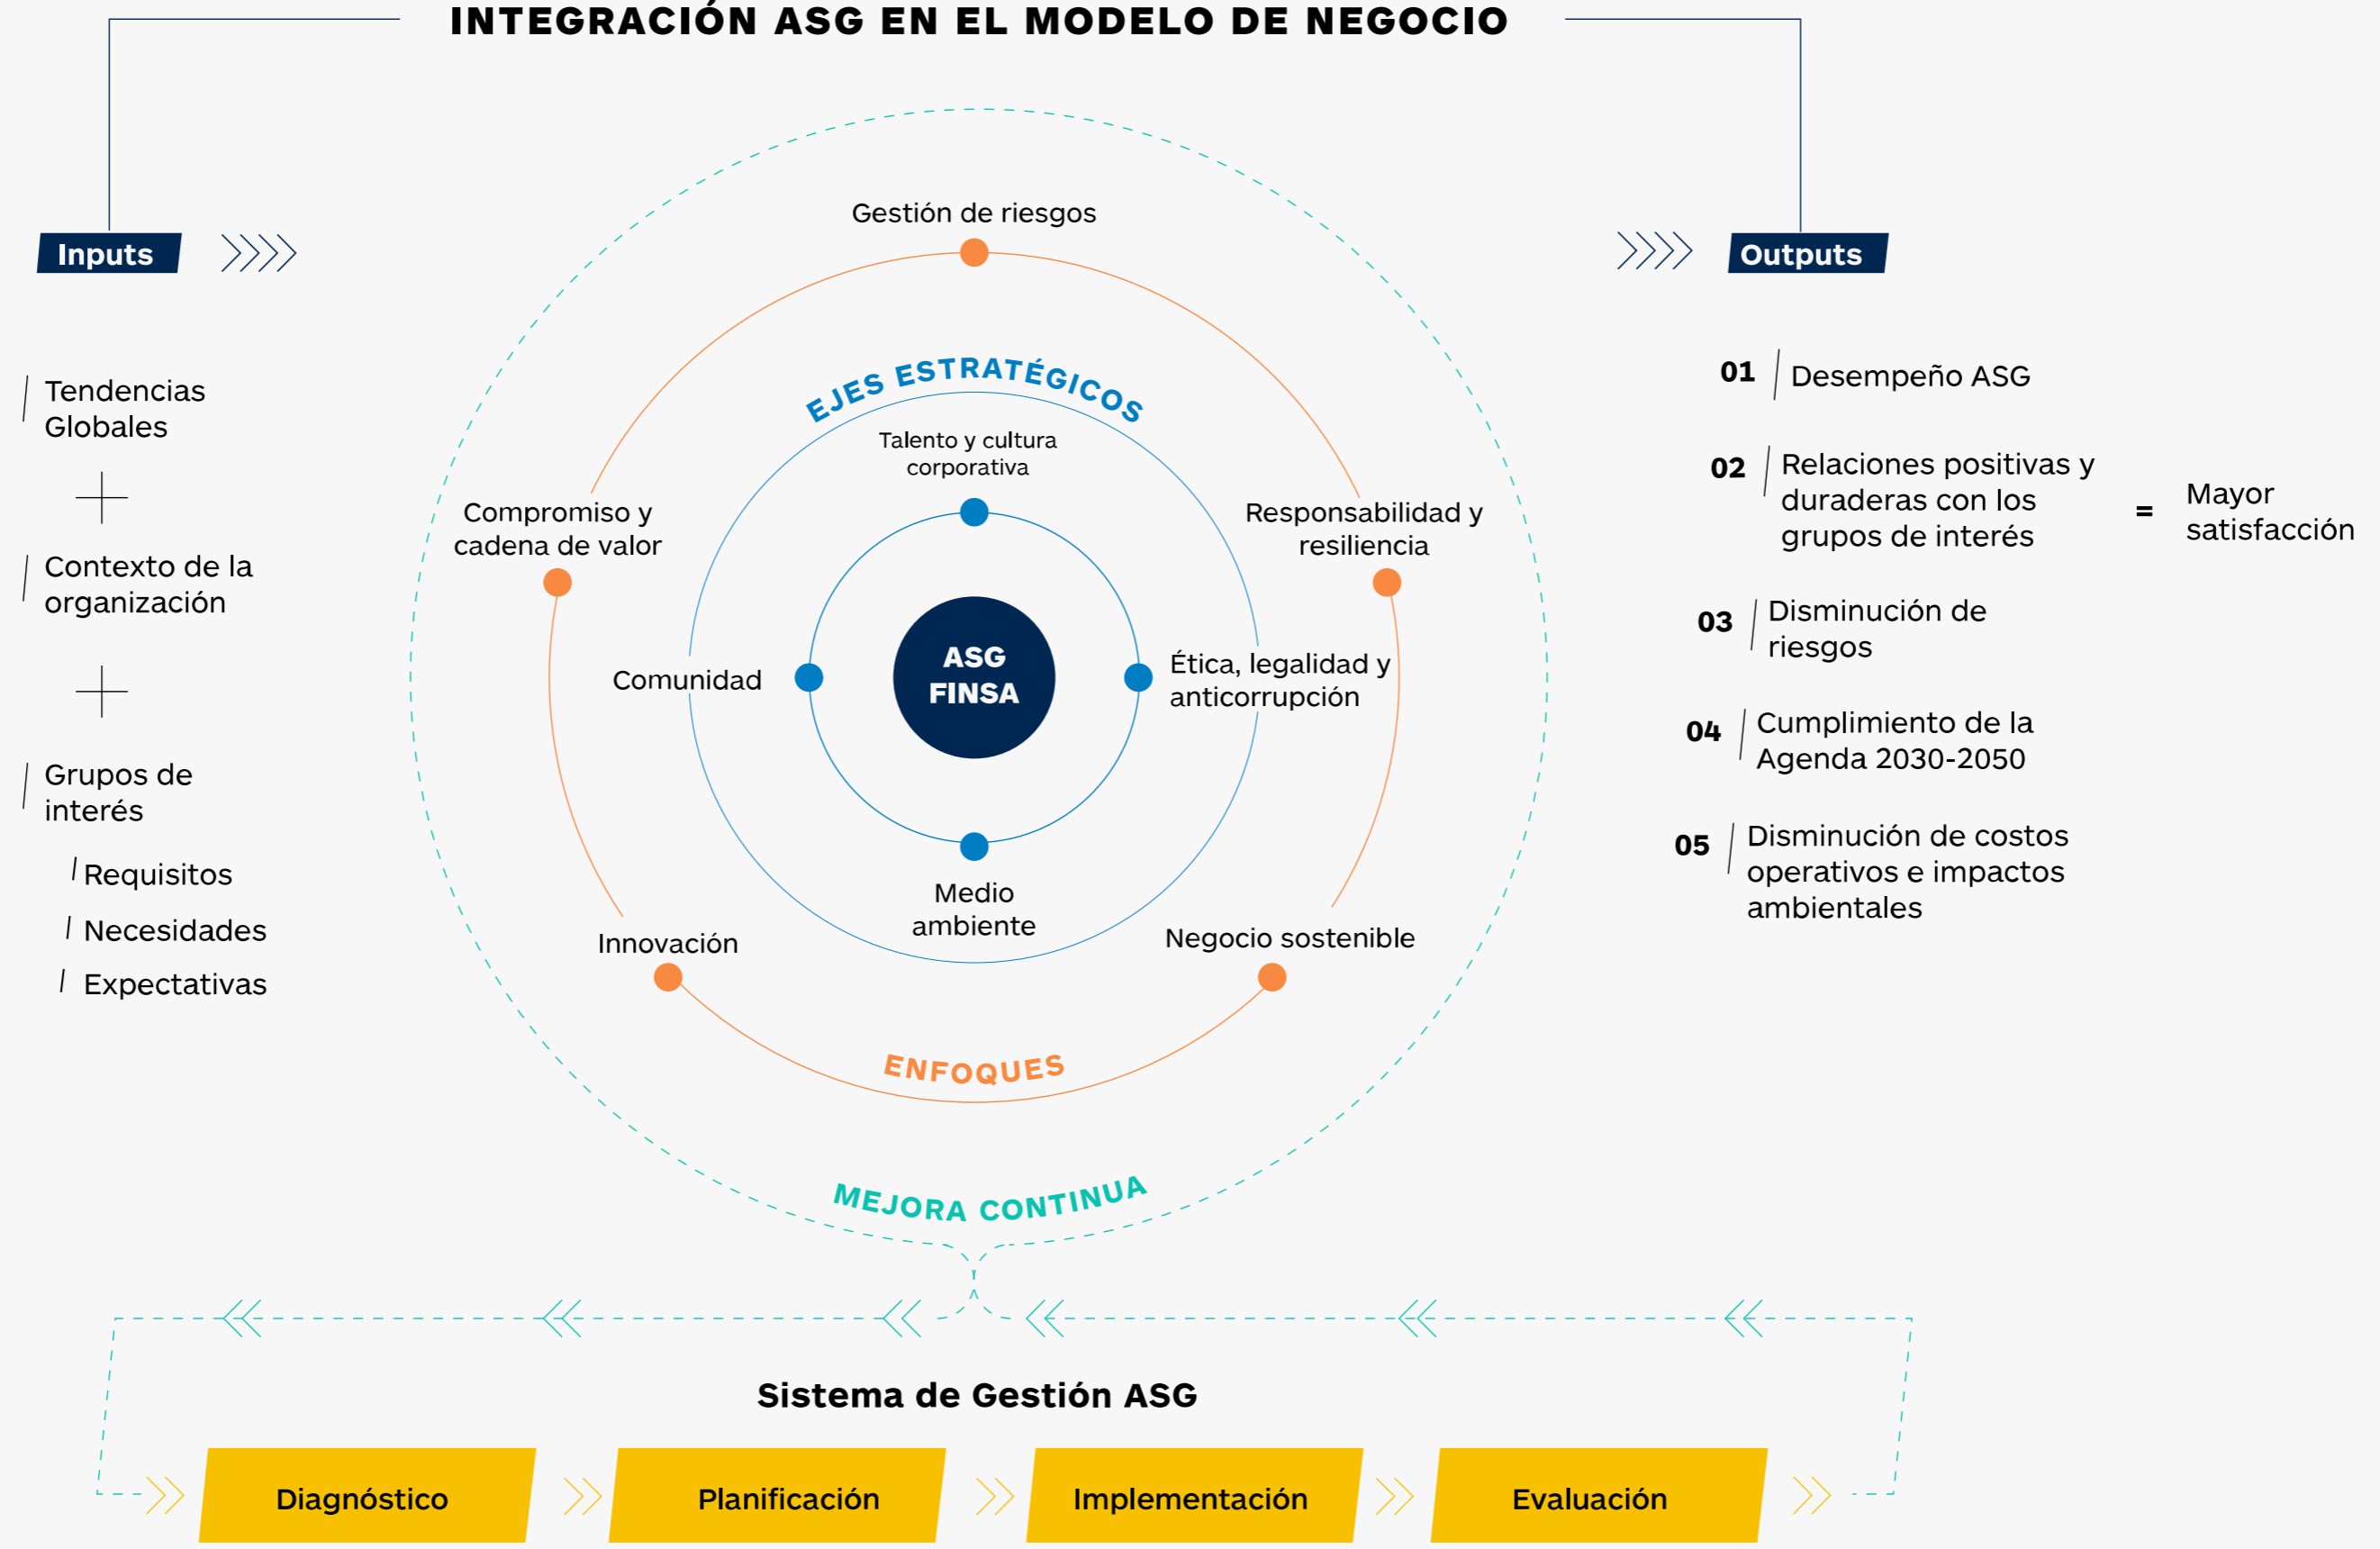 INTEGRACIÓN ASG EN EL MODELO DE NEGOCIO
Inputs
Tendencias
Globales
Contexto de la
organización
Grupos de
interés
Requisitos
Necesidades
Expectativas
Gestión de riesgos
EJES ESTRATÉGICOS
Talento y cultura
corporativa
Compromiso y
cadena de valor
Responsabilidad y
resiliencia
Comunidad
ASG
FINSA
Ética, legalidad y
anticorrupción
Medio
ambiente
Innovación
Negocio sostenible
ENFOQUES
MEJORA CONTINUA
Outputs
01 Desempeño ASG
02 Relaciones positivas y
duraderas con los
grupos de interés
= Mayor
satisfacción
03 Disminución de
riesgos
04 Cumplimiento de la
Agenda 2030-2050
05 Disminución de costos
operativos e impactos
ambientales
Sistema de Gestión ASG
Diagnóstico
Planificación
Implementación
Evaluación